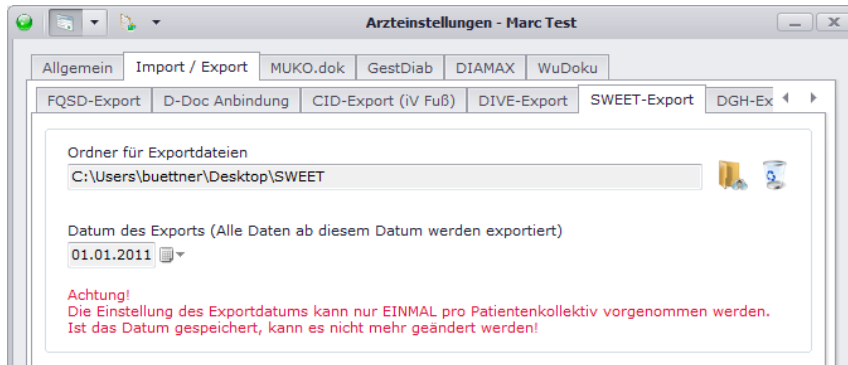 Arzteinstellungen - Marc Test
Allgemein Import / Export MUKO.dok GestDiab DIAMAX WuDoku
FQSD-Export D-Doc Anbindung CID-Export (iV Fuß) DIVE-Export SWEET-Export DGH-Ex
Ordner für Exportdateien
C:\Users\buettner\Desktop\SWEET
Datum des Exports (Alle Daten ab diesem Datum werden exportiert)
01.01.2011
Achtung!
Die Einstellung des Exportdatums kann nur EINMAL pro Patientenkollektiv vorgenommen werden.
Ist das Datum gespeichert, kann es nicht mehr geändert werden!